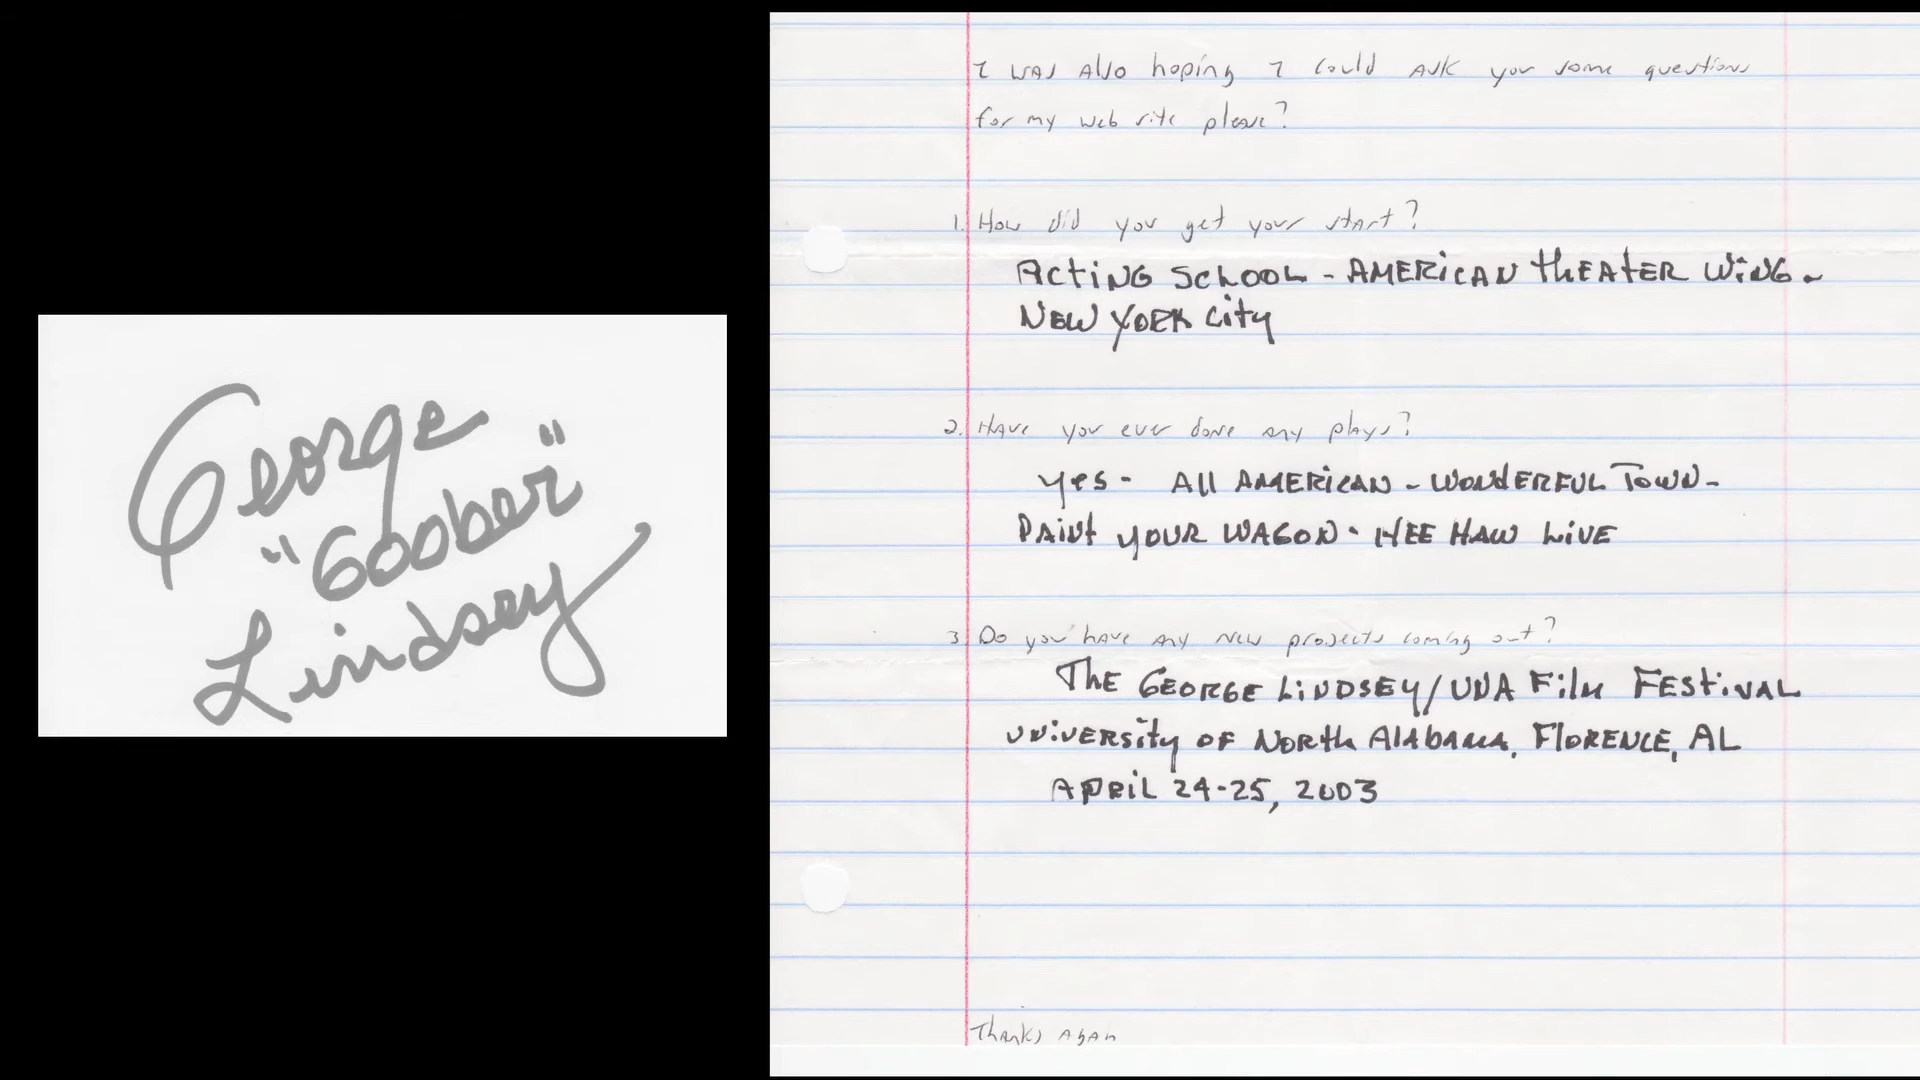 George
"Goober"
Lindsey
I was also hoping I could ask you some questions
for my web site please?
1. How did you get your start?
Acting School - American Theater Wing -
New York City
2. Have you ever done any plays?
Yes - All American - Wonderful Town -
Paint Your Wagon - Hee Haw Live
3. Do you have any new projects coming out?
The George Lindsey/UNA Film Festival
University of North Alabama, Florence, AL
April 24-25, 2003
Thanks Again